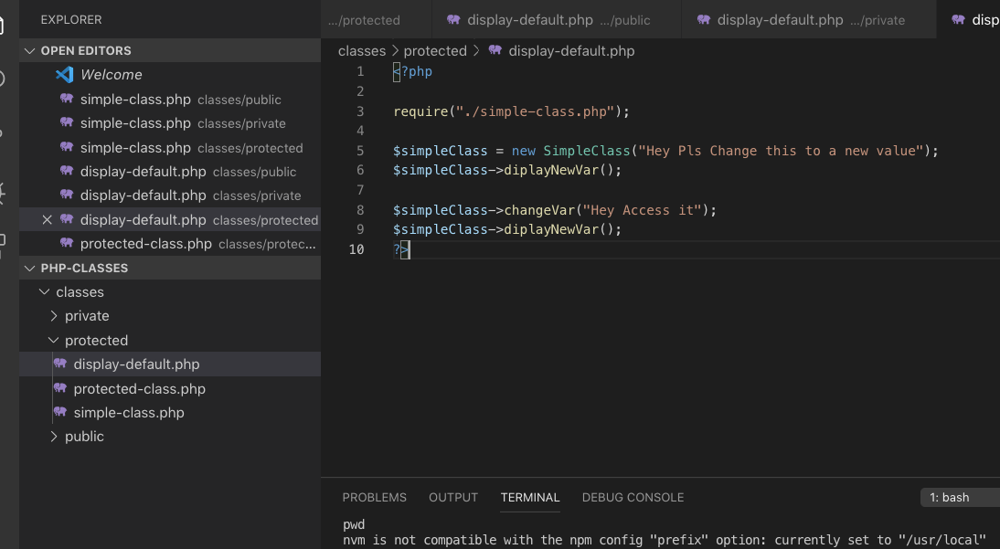 EXPLORER
OPEN EDITORS
Welcome
simple-class.php classes/public
simple-class.php classes/private
simple-class.php classes/protected
display-default.php classes/public
display-default.php classes/private
display-default.php classes/protected
protected-class.php classes/protec...
PHP-CLASSES
classes
private
protected
display-default.php
protected-class.php
simple-class.php
public
.../protected display-default.php .../public display-default.php .../private disp
classes > protected > display-default.php
1 <?php
2
3 require("./simple-class.php");
4
5 $simpleClass = new SimpleClass("Hey Pls Change this to a new value");
6 $simpleClass->diplayNewVar();
7
8 $simpleClass->changeVar("Hey Access it");
9 $simpleClass->diplayNewVar();
10 ?>
PROBLEMS OUTPUT TERMINAL DEBUG CONSOLE 1: bash
pwd
nvm is not compatible with the npm config "prefix" option: currently set to "/usr/local"